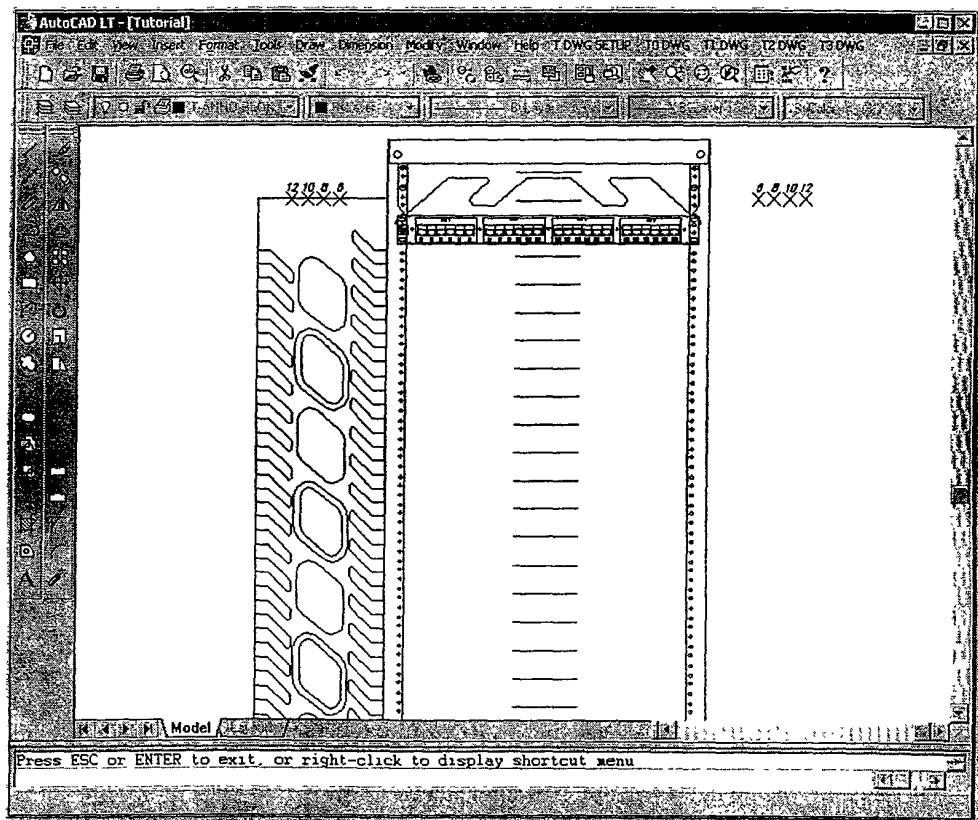 AutoCAD LT - [Tutorial]
File Edit View Insert Format Tools Draw Dimension Modify Window Help T DWG SETUP T0 DWG T1 DWG T2 DWG T3 DWG
12 10 8 6
6 8 10 12
Model
Press ESC or ENTER to exit, or right-click to display shortcut menu